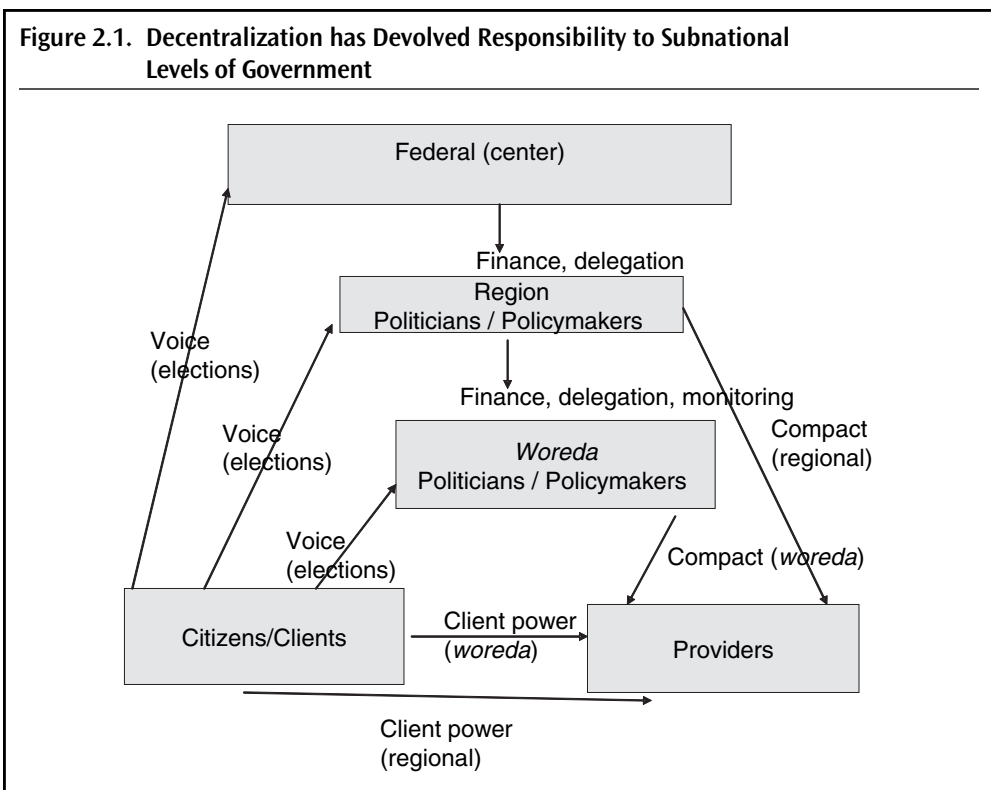 Figure 2.1. Decentralization has Devolved Responsibility to Subnational
Levels of Government
Federal (center)
Finance, delegation
Region
Politicians / Policymakers
Voice
(elections)
Finance, delegation, monitoring
Voice
(elections)
Compact
(regional)
Woreda
Politicians / Policymakers
Voice
(elections)
Compact (woreda)
Citizens/Clients
Client power
(woreda)
Providers
Client power
(regional)